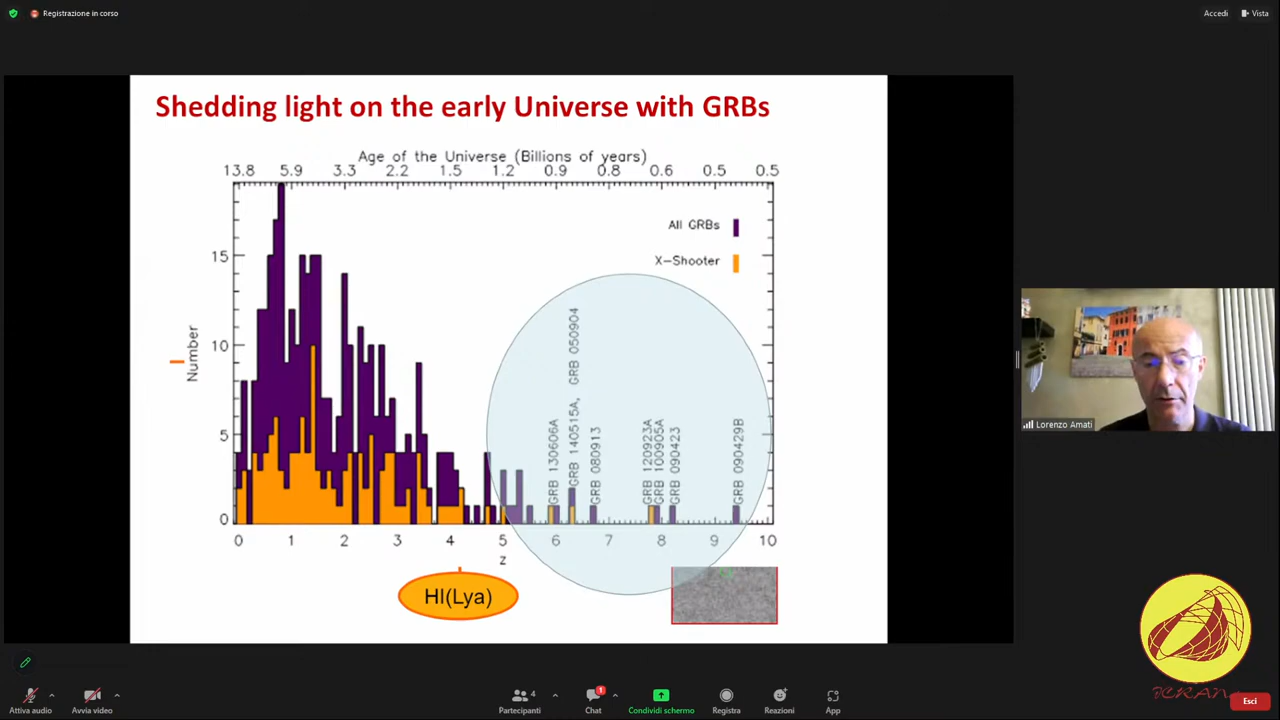 Registrazione in corso
Accedi
Vista
Shedding light on the early Universe with GRBs
Age of the Universe (Billions of years)
13.8 5.9 3.3 2.2 1.5 1.2 0.9 0.8 0.6 0.5 0.5
All GRBs
X-Shooter
15
10
5
0
Number
GRB 130606A
GRB 140515A, GRB 050904
GRB 080913
GRB 120923A
GRB 100905A
GRB 090423
GRB 090429B
0 1 2 3 4 5 6 7 8 9 10
z
HI(Lya)
Lorenzo Amati
Attiva audio
Avvia video
Partecipanti
4
Chat
1
Condividi schermo
Registra
Reazioni
App
Esci